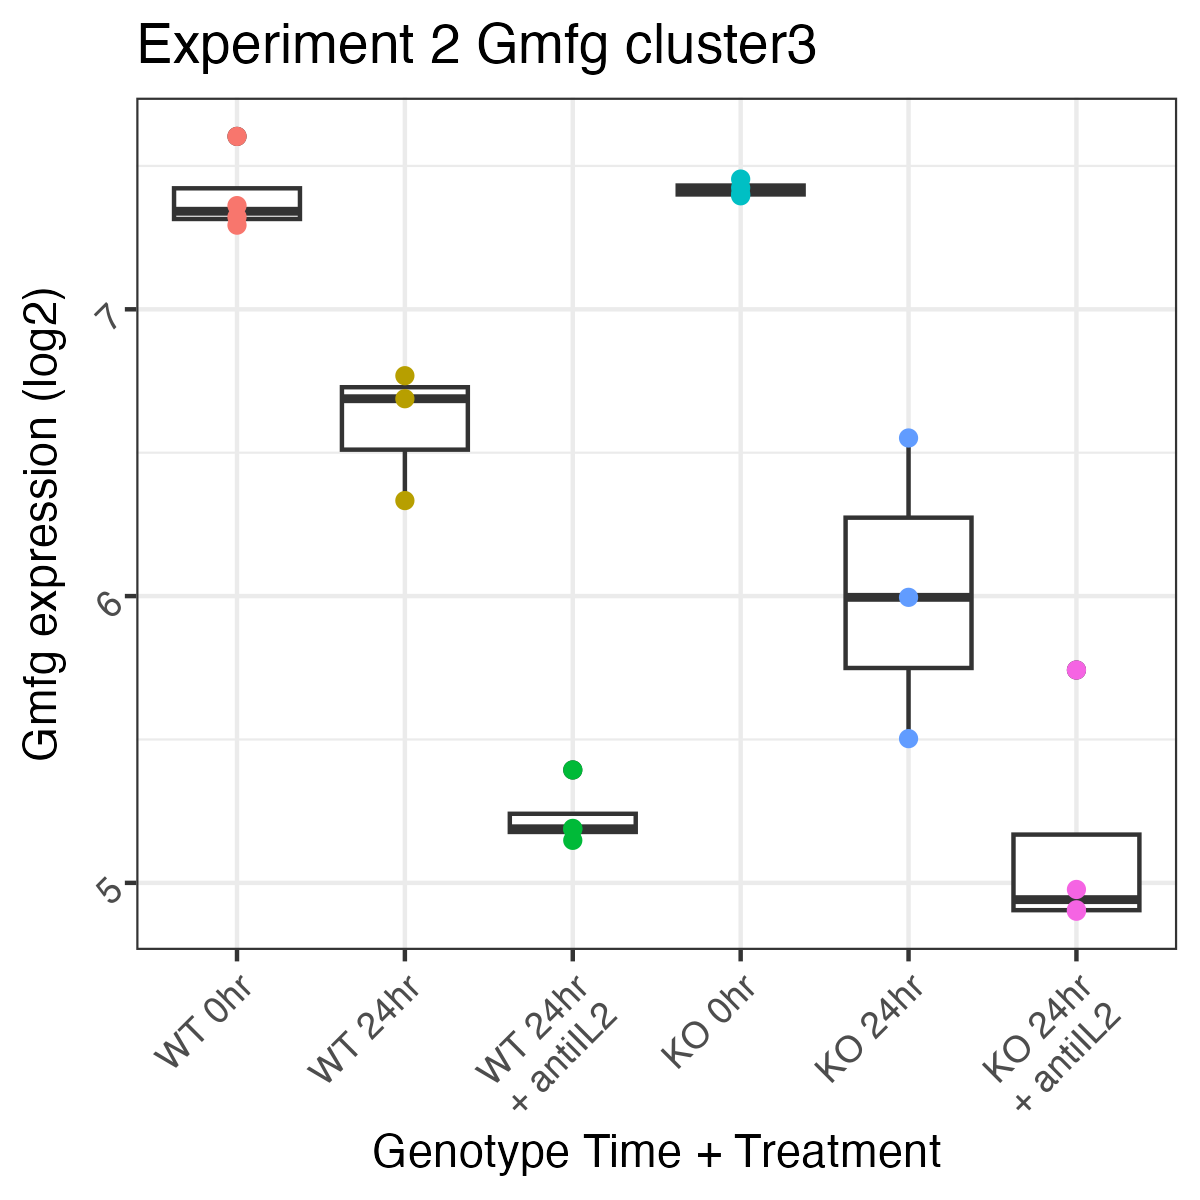 Experiment 2 Gmfg cluster3
Gmfg expression (log2)
7
6
5
WT 0hr
WT 24hr
WT 24hr
+ antiIL2
KO 0hr
KO 24hr
KO 24hr
+ antiIL2
Genotype Time + Treatment